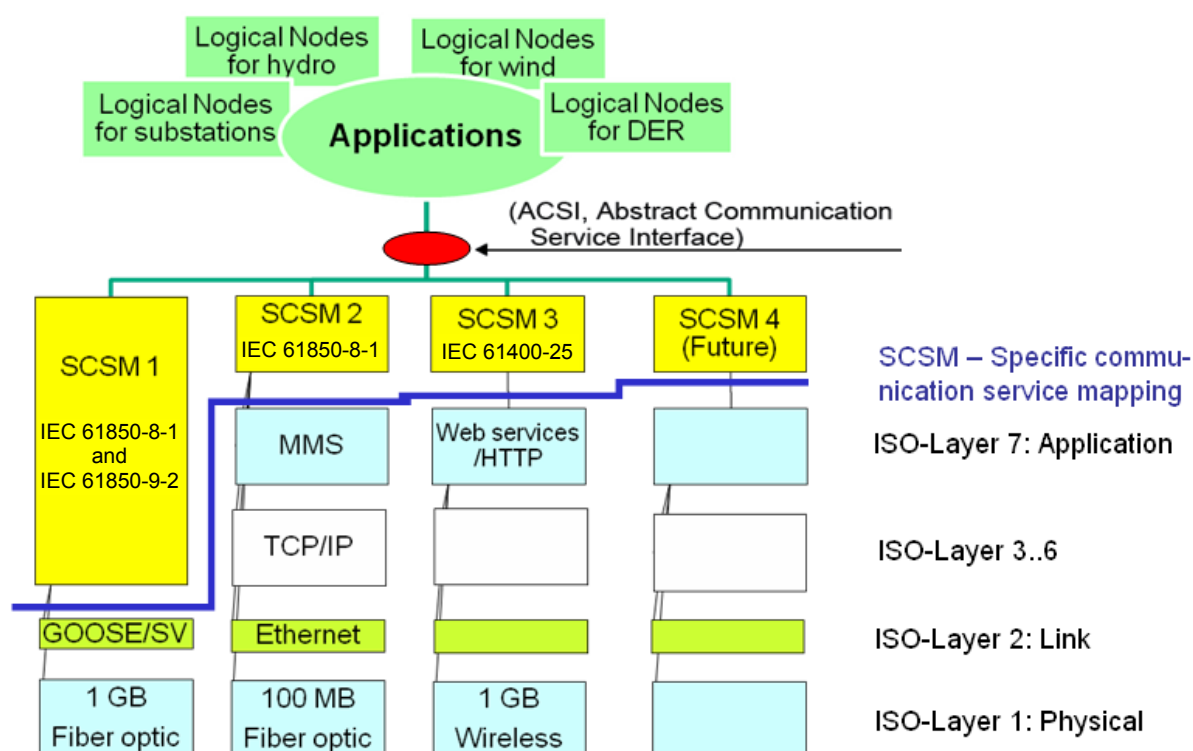 Logical Nodes
for hydro
Logical Nodes
for wind
Logical Nodes
for substations
Applications
Logical Nodes
for DER
(ACSI, Abstract Communication
Service Interface)
SCSM 1
IEC 61850-8-1
and
IEC 61850-9-2
SCSM 2
IEC 61850-8-1
SCSM 3
IEC 61400-25
SCSM 4
(Future)
SCSM – Specific commu-
nication service mapping
MMS
Web services
/HTTP
ISO-Layer 7: Application
TCP/IP
ISO-Layer 3..6
GOOSE/SV
Ethernet
ISO-Layer 2: Link
1 GB
Fiber optic
100 MB
Fiber optic
1 GB
Wireless
ISO-Layer 1: Physical